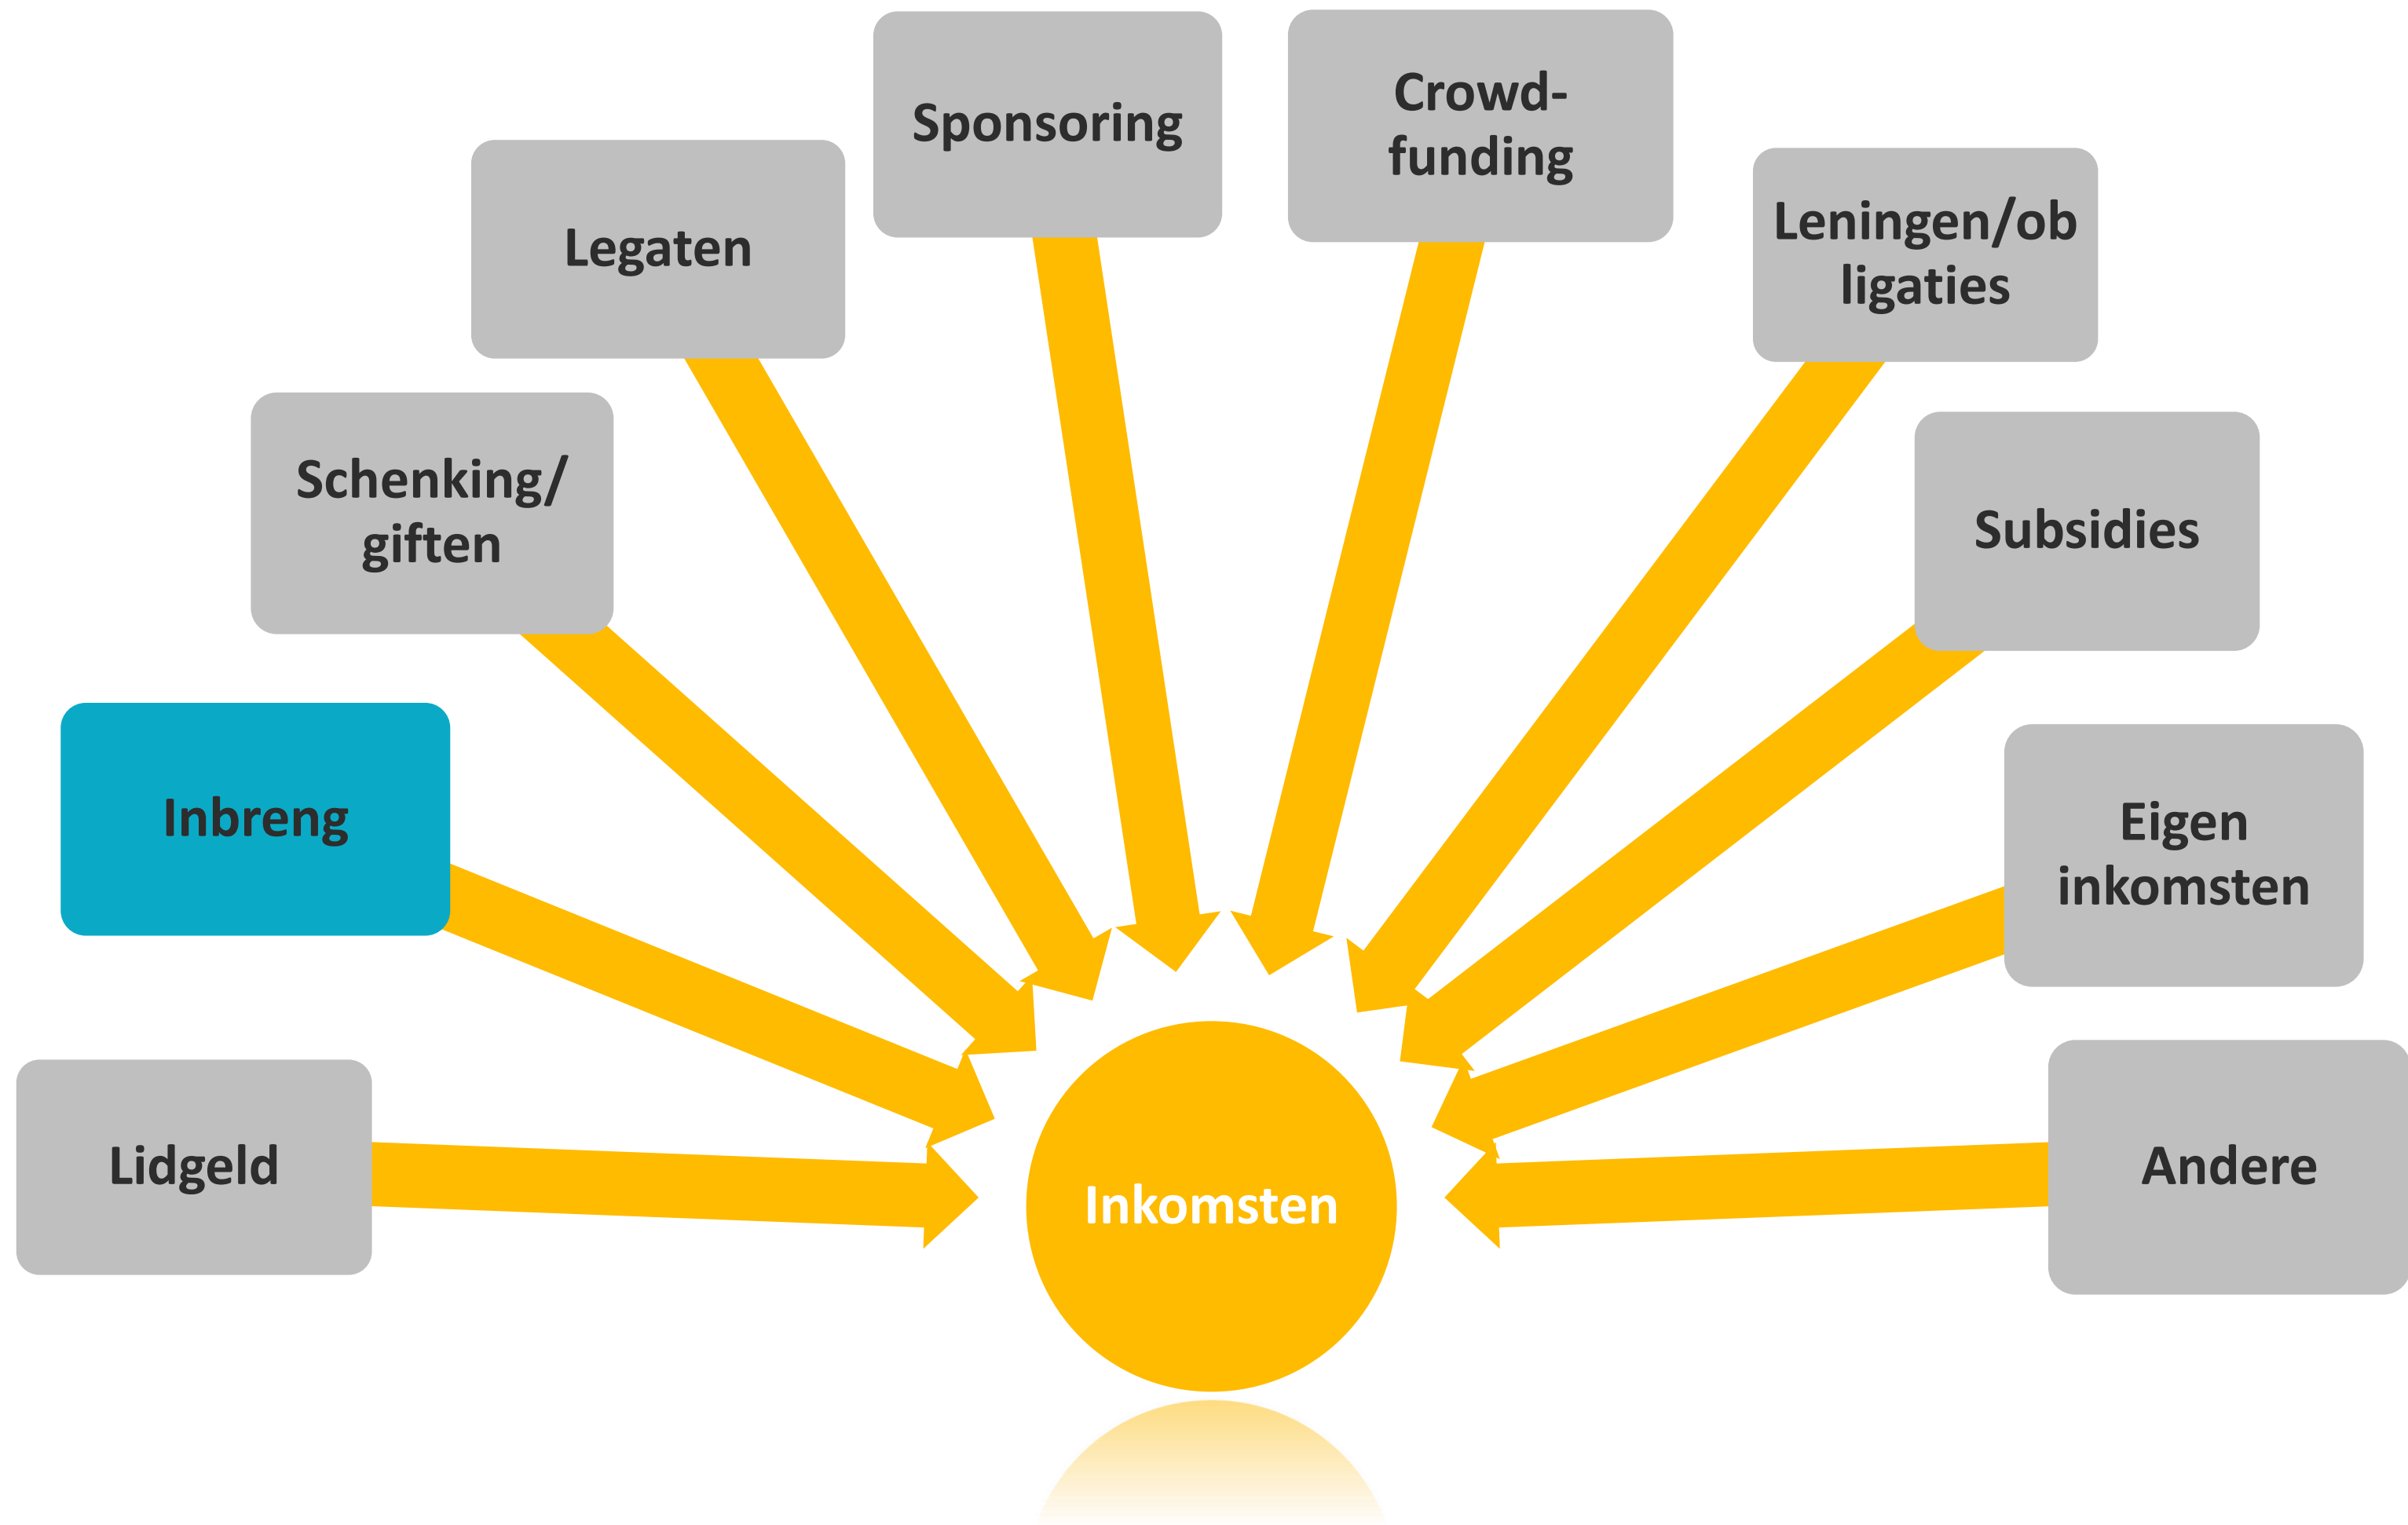 Sponsoring
Crowd-
funding
Legaten
Leningen/ob
ligaties
Schenking/
giften
Subsidies
Inbreng
Eigen
inkomsten
Lidgeld
Andere
Inkomsten